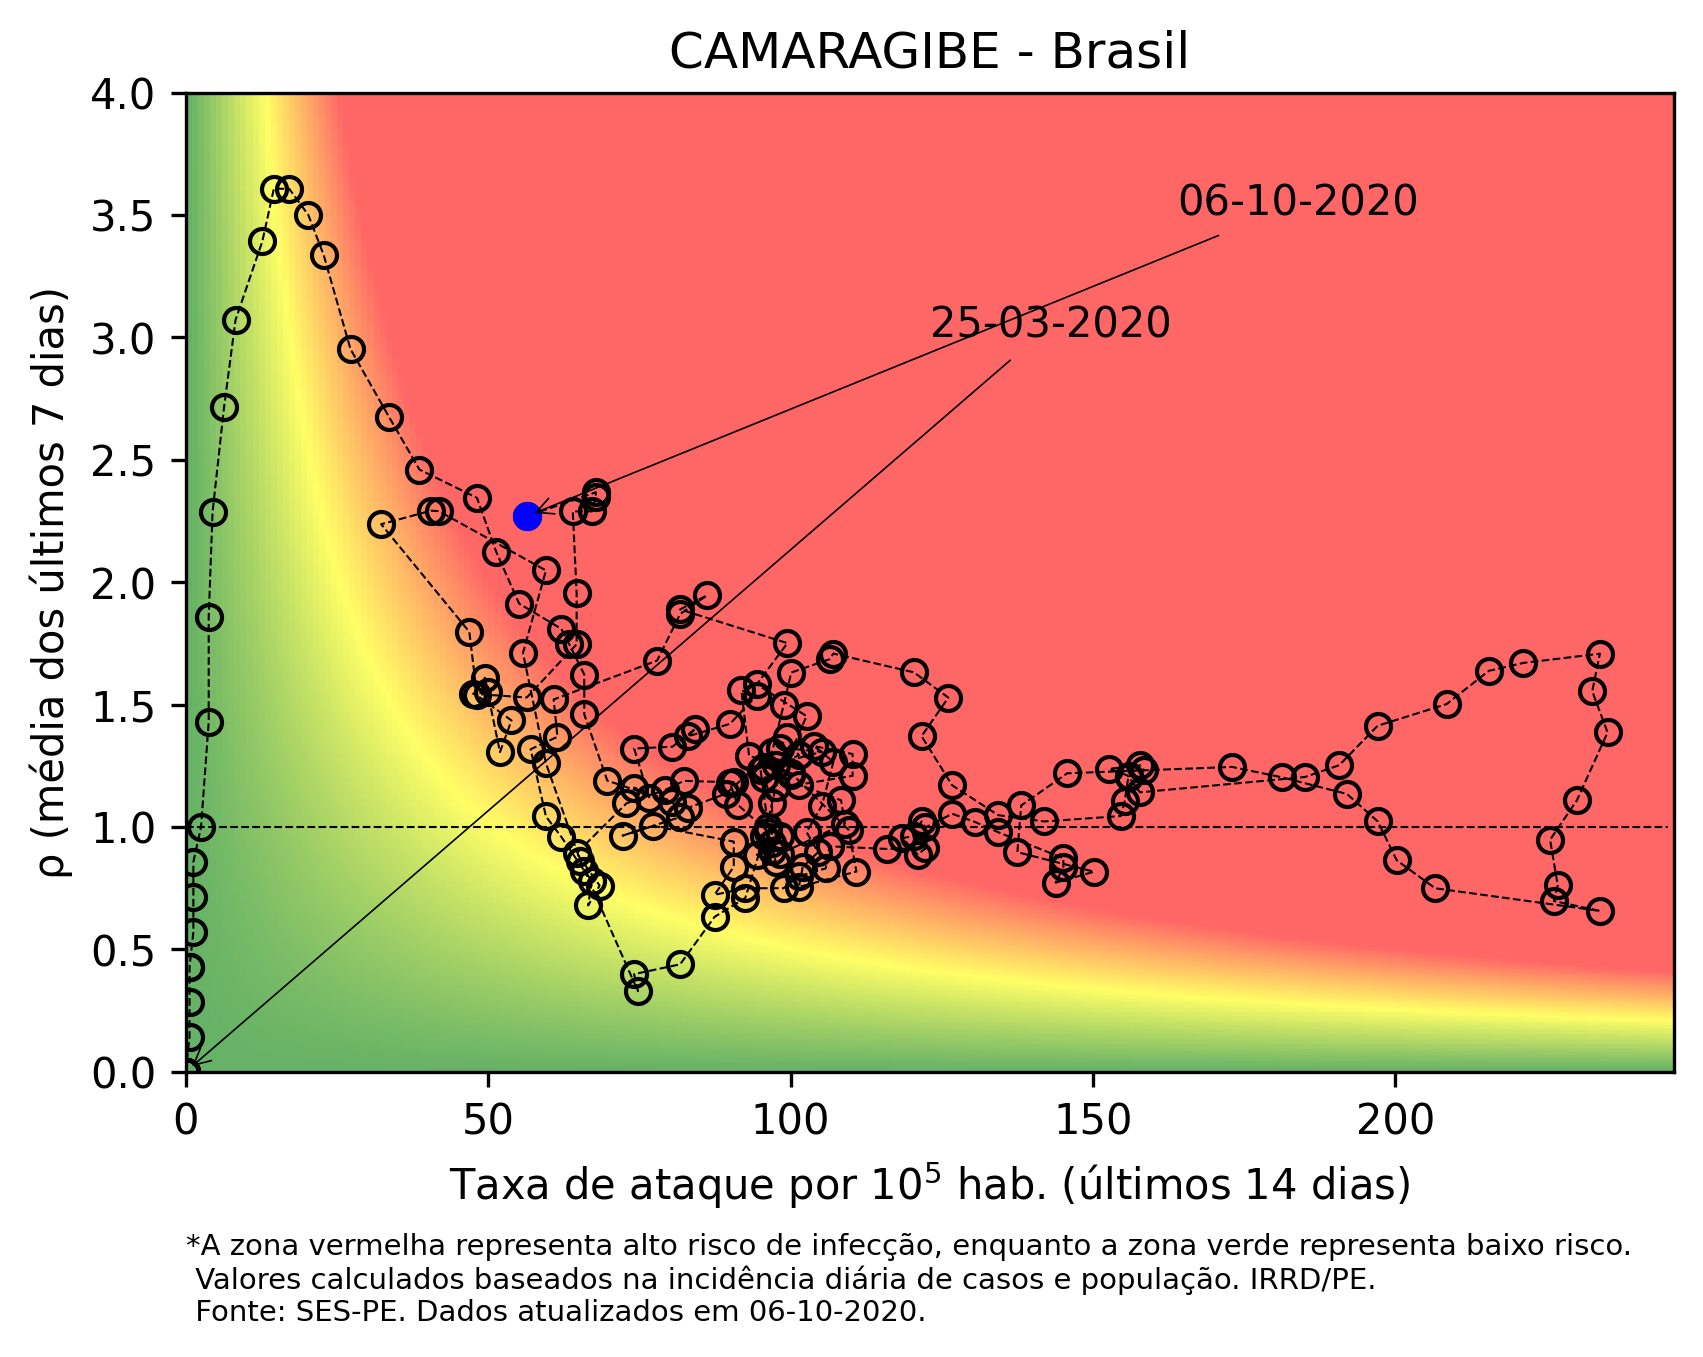 CAMARAGIBE - Brasil
4.0
3.5
3.0
2.5
2.0
1.5
1.0
0.5
0.0
ρ (média dos últimos 7 dias)
06-10-2020
25-03-2020
0 50 100 150 200
Taxa de ataque por 10⁵ hab. (últimos 14 dias)
*A zona vermelha representa alto risco de infecção, enquanto a zona verde representa baixo risco.
Valores calculados baseados na incidência diária de casos e população. IRRD/PE.
Fonte: SES-PE. Dados atualizados em 06-10-2020.